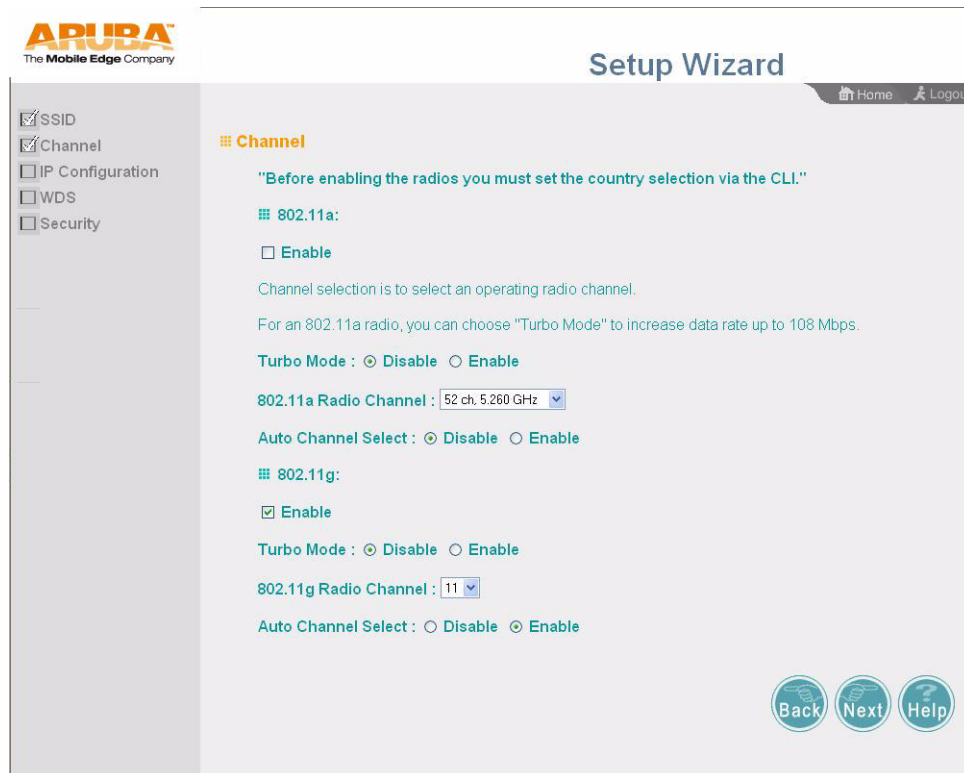 ARUBA™
The Mobile Edge Company
Setup Wizard
Home Logou
SSID
Channel
IP Configuration
WDS
Security
Channel
"Before enabling the radios you must set the country selection via the CLI."
802.11a:
Enable
Channel selection is to select an operating radio channel.
For an 802.11a radio, you can choose "Turbo Mode" to increase data rate up to 108 Mbps.
Turbo Mode : Disable Enable
802.11a Radio Channel : 52 ch, 5.260 GHz
Auto Channel Select : Disable Enable
802.11g:
Enable
Turbo Mode : Disable Enable
802.11g Radio Channel : 11
Auto Channel Select : Disable Enable
Back Next Help